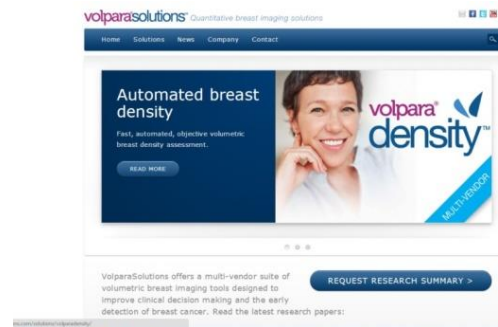 volparasolutions™ Quantitative breast imaging solutions
Home Solutions News Company Contact
Automated breast
density
Fast, automated, objective volumetric
breast density assessment.
READ MORE
volpara®
density™
MULTI-VENDOR
VolparaSolutions offers a multi-vendor suite of
volumetric breast imaging tools designed to
improve clinical decision making and the early
detection of breast cancer. Read the latest research papers:
REQUEST RESEARCH SUMMARY >